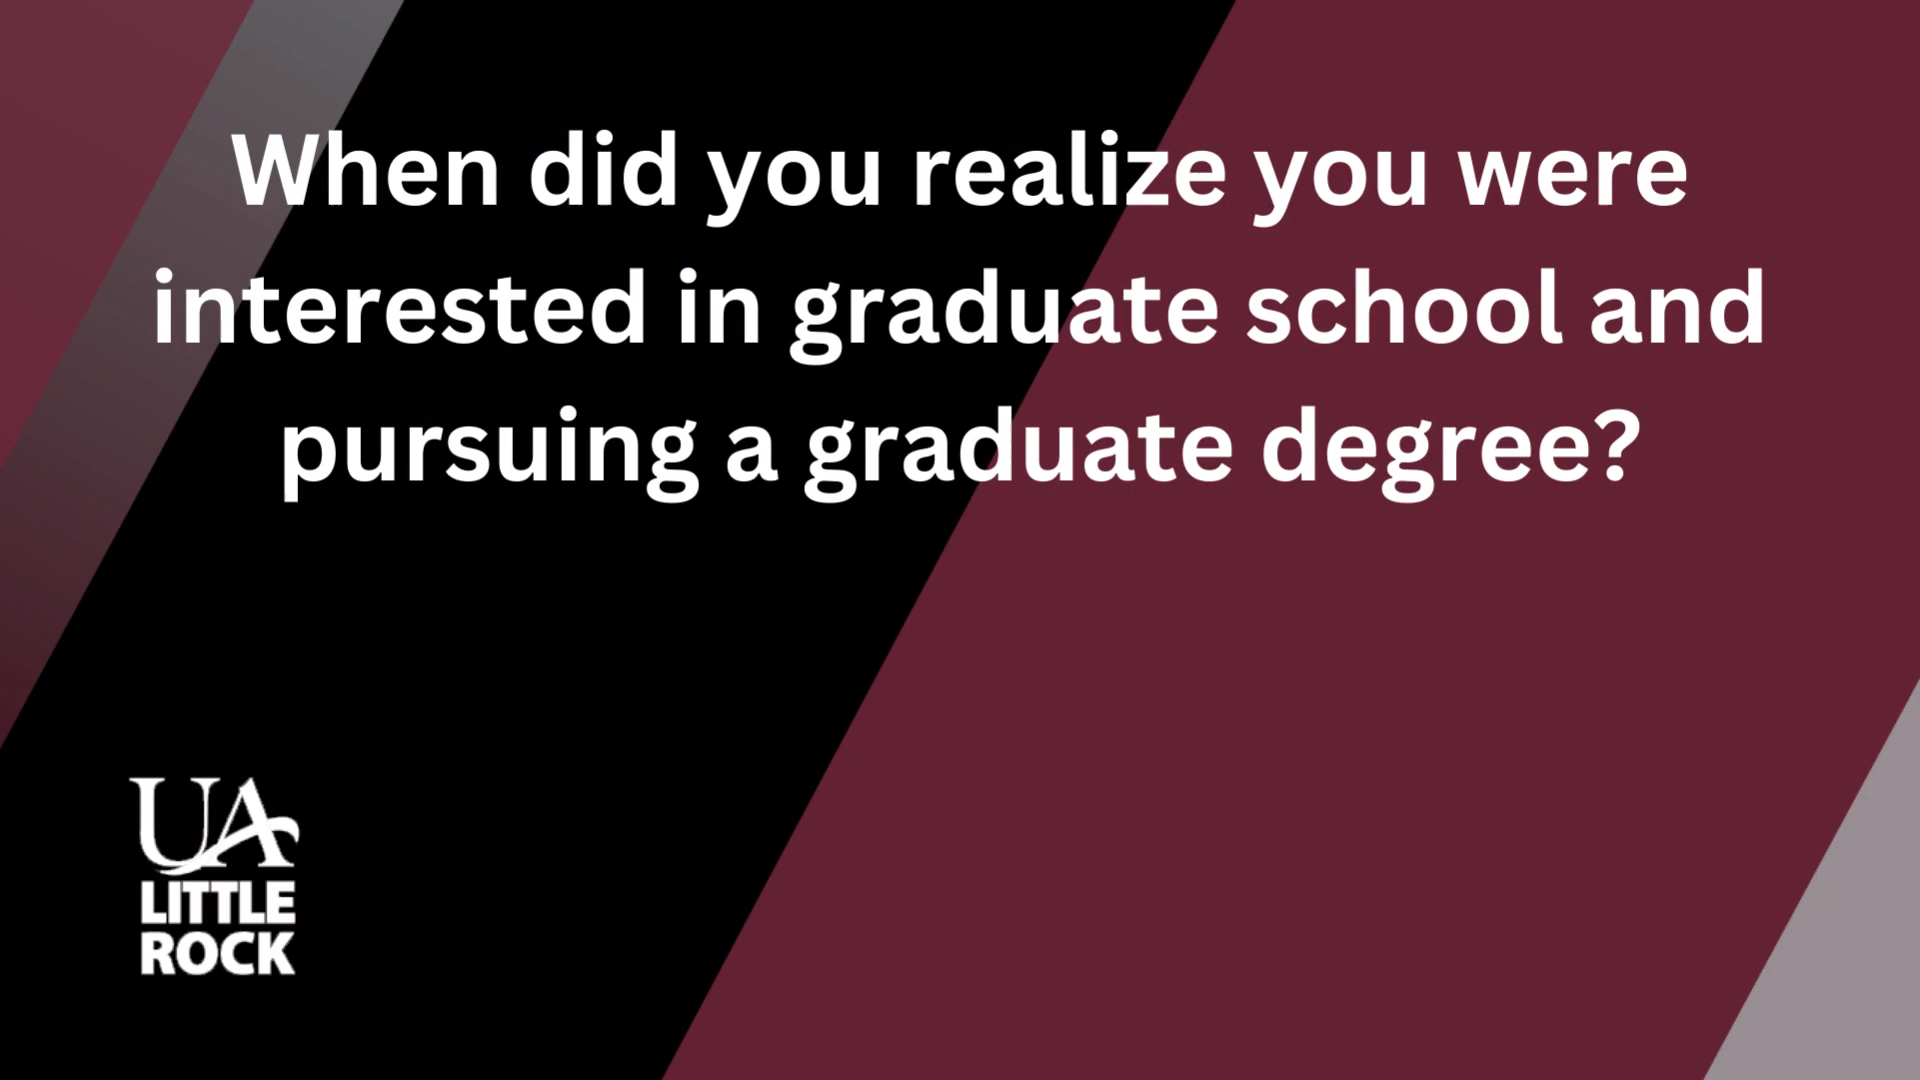 When did you realize you were
interested in graduate school and
pursuing a graduate degree?
UA
LITTLE
ROCK